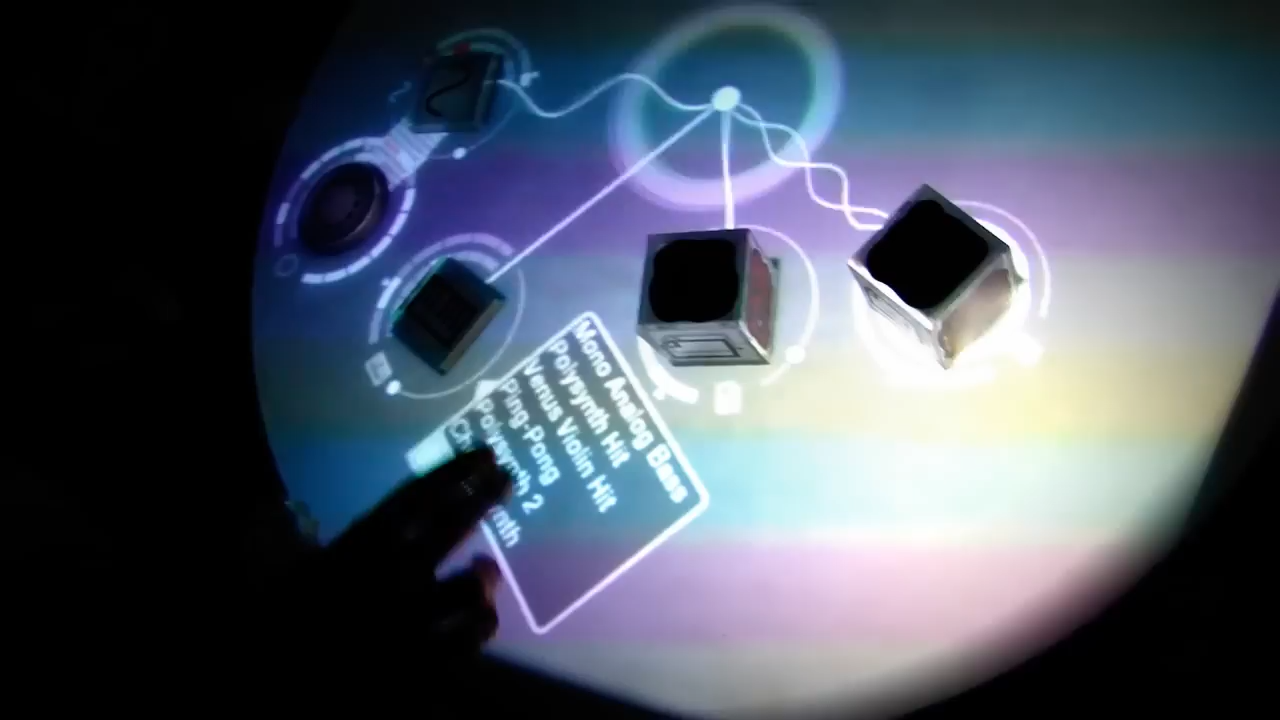 Mono Analog Bass
Polysynth Hit
Venus Violin Hit
Ping-Pong
Polysynth 2